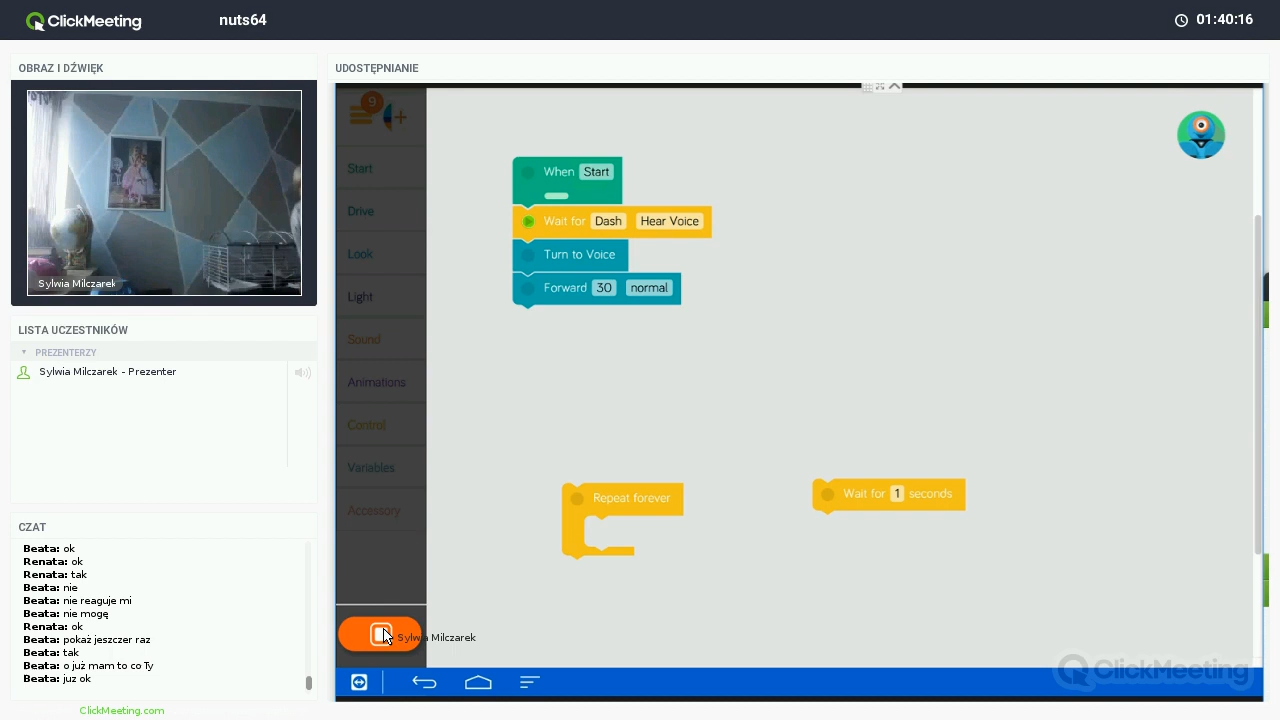 ClickMeeting
nuts64
01:40:16
OBRAZ I DŹWIĘK
UDOSTĘPNIANIE
Sylwia Milczarek
LISTA UCZESTNIKÓW
PREZENTERZY
Sylwia Milczarek - Prezenter
CZAT
Beata: ok
Renata: ok
Renata: tak
Beata: nie
Beata: nie reaguje mi
Beata: nie mogę
Renata: ok
Beata: pokaż jeszczer raz
Beata: tak
Beata: o już mam to co Ty
Beata: juz ok
ClickMeeting.com
9
Start
Drive
Look
Light
Sound
Animations
Control
Variables
Accessory
When Start
Wait for Dash Hear Voice
Turn to Voice
Forward 30 normal
Repeat forever
Wait for 1 seconds
Sylwia Milczarek
ClickMeeting